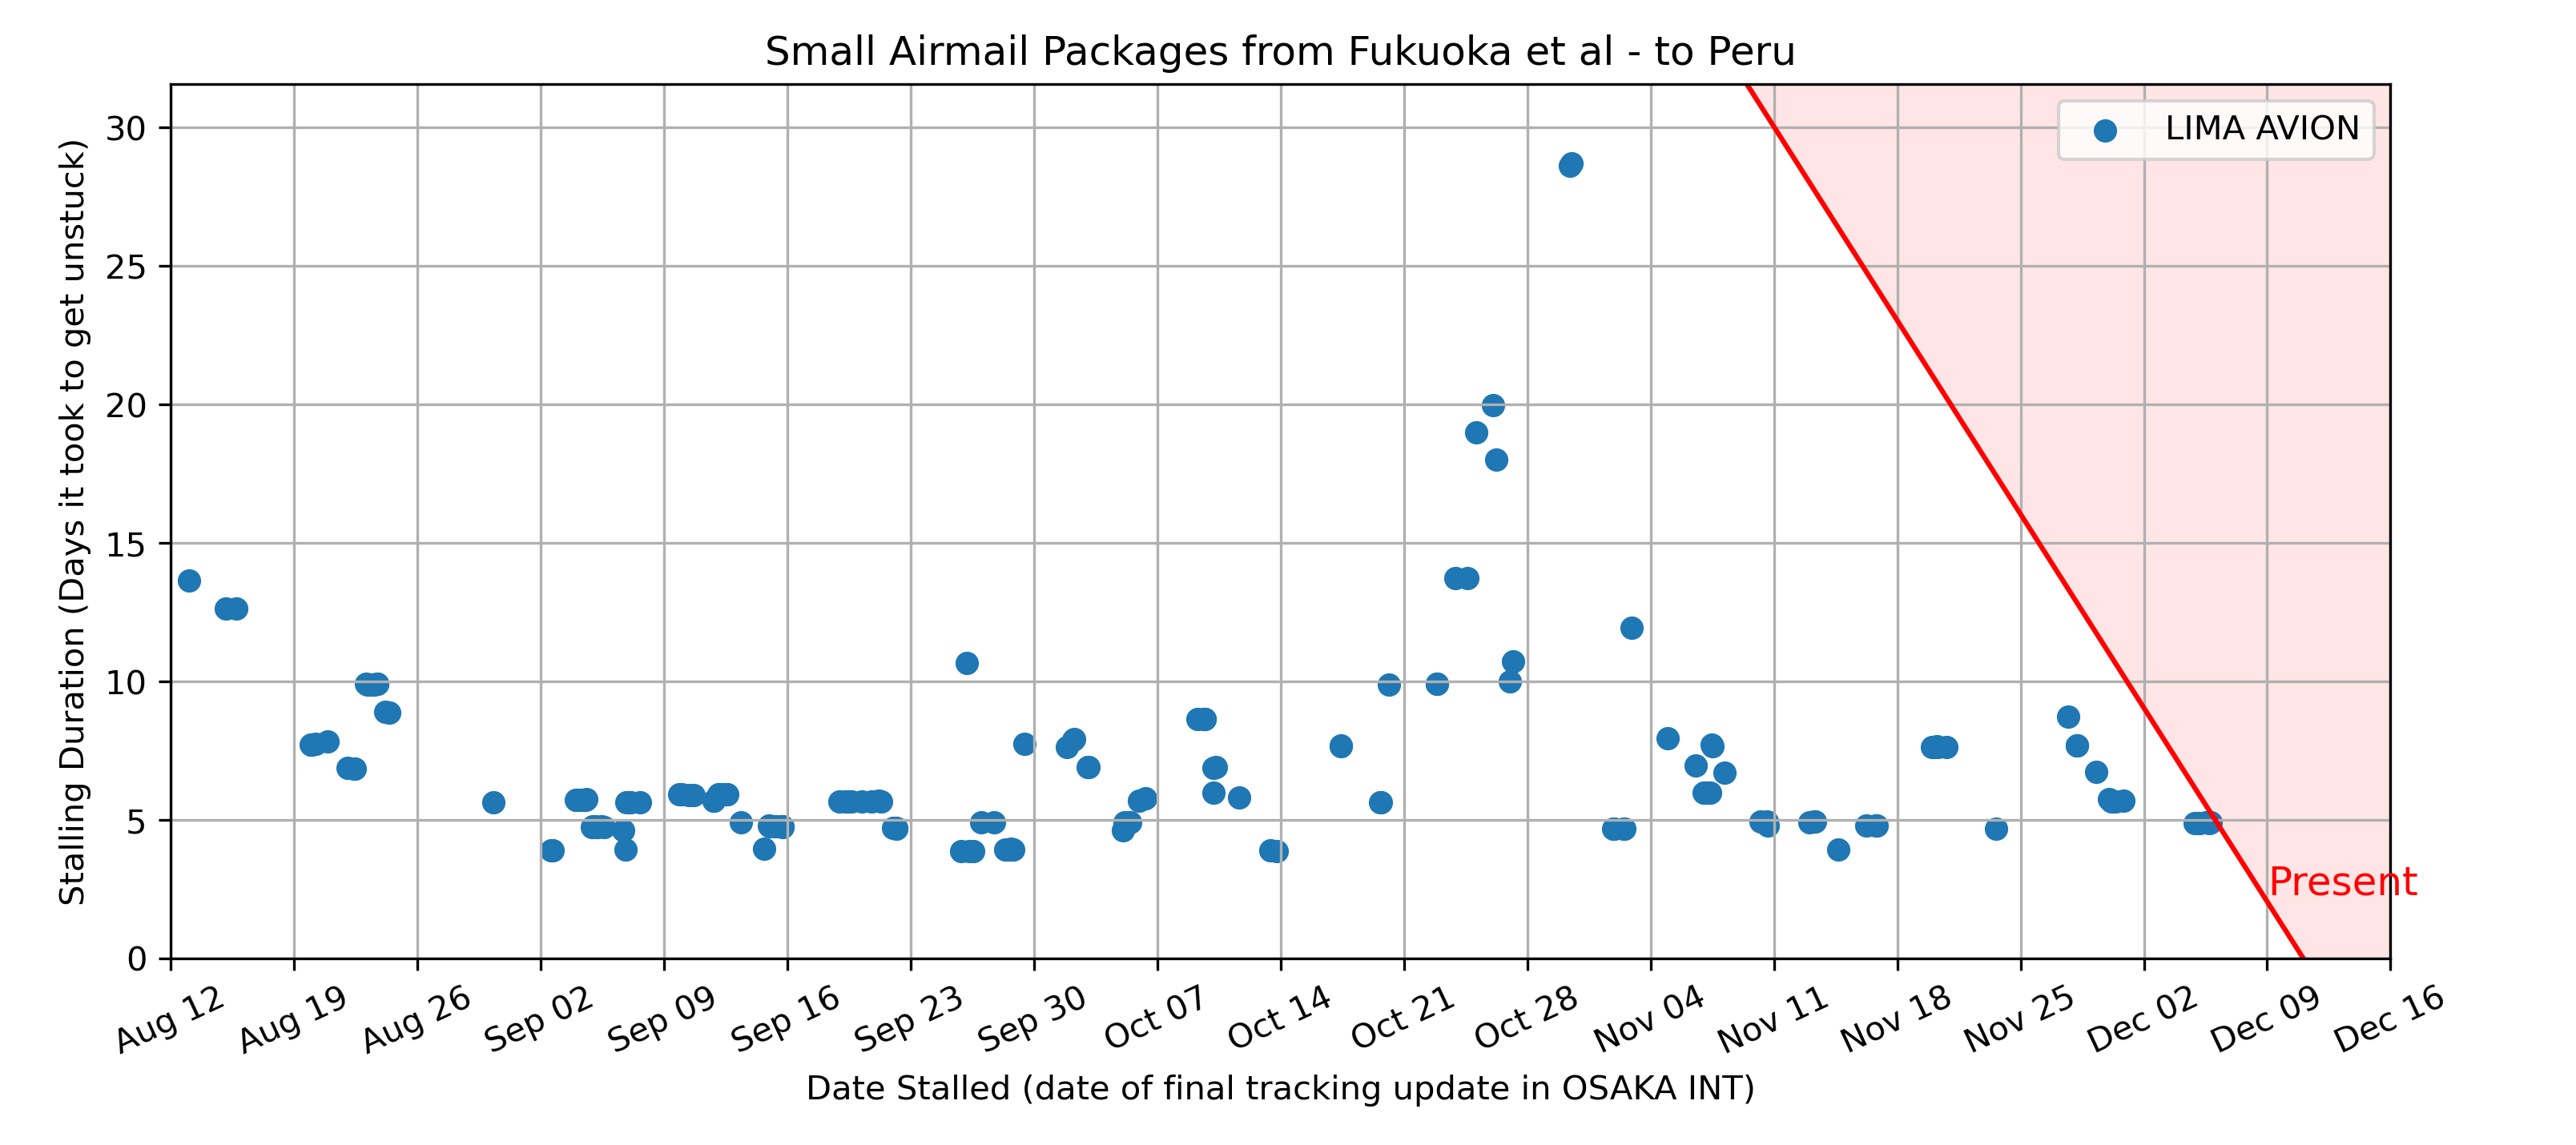 Small Airmail Packages from Fukuoka et al - to Peru
Stalling Duration (Days it took to get unstuck)
30
25
20
15
10
5
0
LIMA AVION
Present
Aug 12
Aug 19
Aug 26
Sep 02
Sep 09
Sep 16
Sep 23
Sep 30
Oct 07
Oct 14
Oct 21
Oct 28
Nov 04
Nov 11
Nov 18
Nov 25
Dec 02
Dec 09
Dec 16
Date Stalled (date of final tracking update in OSAKA INT)